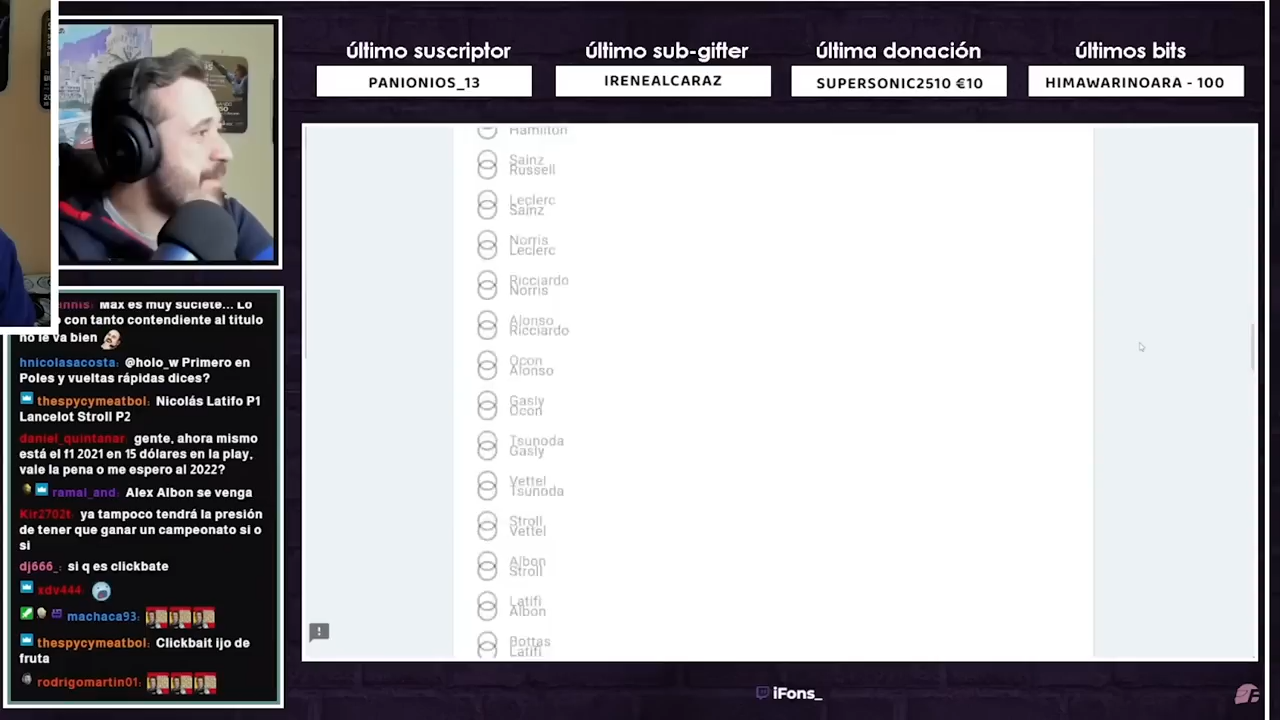 último suscriptor
PANIONIOS_13
último sub-gifter
IRENEALCARAZ
última donación
SUPERSONIC2510 €10
últimos bits
HIMAWARINOARA - 100
Hamilton
Sainz
Russell
Leclerc
Sainz
Norris
Leclerc
Ricciardo
Norris
Alonso
Ricciardo
Ocon
Alonso
Gasly
Ocon
Tsunoda
Gasly
Vettel
Tsunoda
Stroll
Vettel
Albon
Stroll
Latifi
Albon
Bottas
Latifi
Max es muy suciete... Lo
con tanto contendiente al titulo
no le va bien
hnicolasacosta: @holo_w Primero en
Poles y vueltas rápidas dices?
thespycymeatbol: Nicolás Latifo P1
Lancelot Stroll P2
daniel_quintanar: gente, ahora mismo
está el f1 2021 en 15 dólares en la play,
vale la pena o me espero al 2022?
ramal_and: Alex Albon se venga
Kir2702t: ya tampoco tendrá la presión
de tener que ganar un campeonato si o
si
dj666_: si q es clickbate
xdv444
machaca93:
thespycymeatbol: Clickbait ijo de
fruta
rodrigomartin01:
iFons_